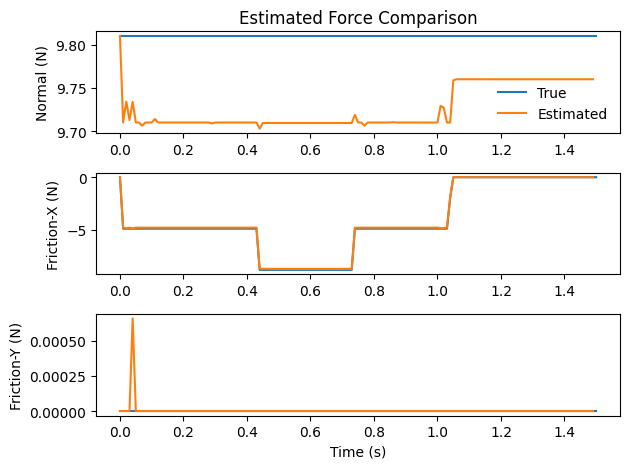 Estimated Force Comparison
Normal (N)
9.80
9.75
9.70
True
Estimated
0.0 0.2 0.4 0.6 0.8 1.0 1.2 1.4
Friction-X (N)
0
−5
0.0 0.2 0.4 0.6 0.8 1.0 1.2 1.4
Friction-Y (N)
0.00050
0.00025
0.00000
0.0 0.2 0.4 0.6 0.8 1.0 1.2 1.4
Time (s)